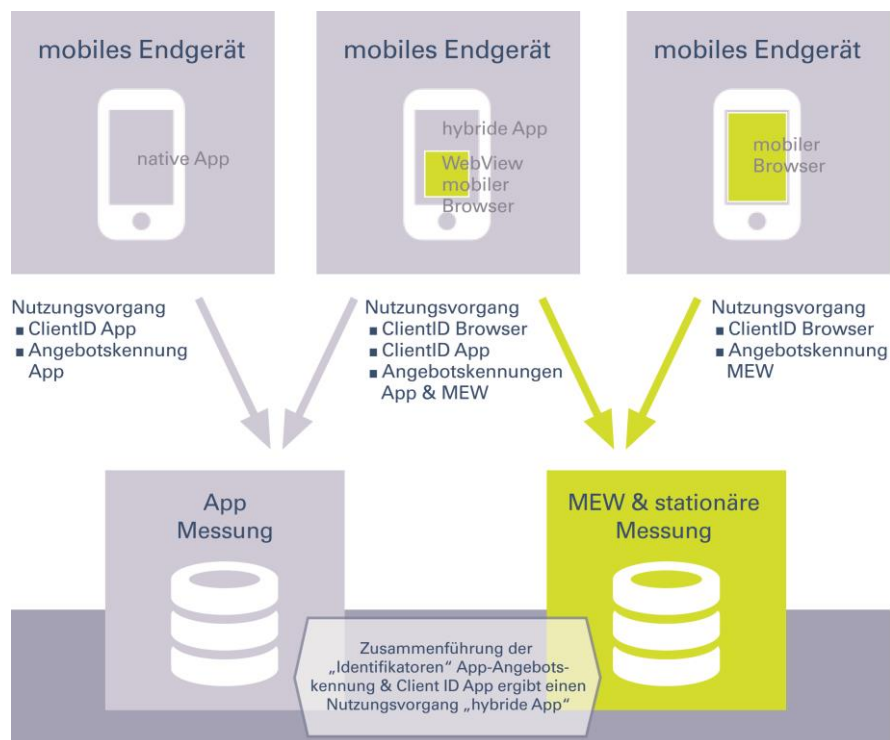 mobiles Endgerät
native App
mobiles Endgerät
hybride App
WebView
mobiler
Browser
mobiles Endgerät
mobiler
Browser
Nutzungsvorgang
■ ClientID App
■ Angebotskennung
App
Nutzungsvorgang
■ ClientID Browser
■ ClientID App
■ Angebotskennungen
App & MEW
Nutzungsvorgang
■ ClientID Browser
■ Angebotskennung
MEW
App
Messung
MEW & stationäre
Messung
Zusammenführung der
„Identifikatoren“ App-Angebots-
kennung & Client ID App ergibt einen
Nutzungsvorgang „hybride App“